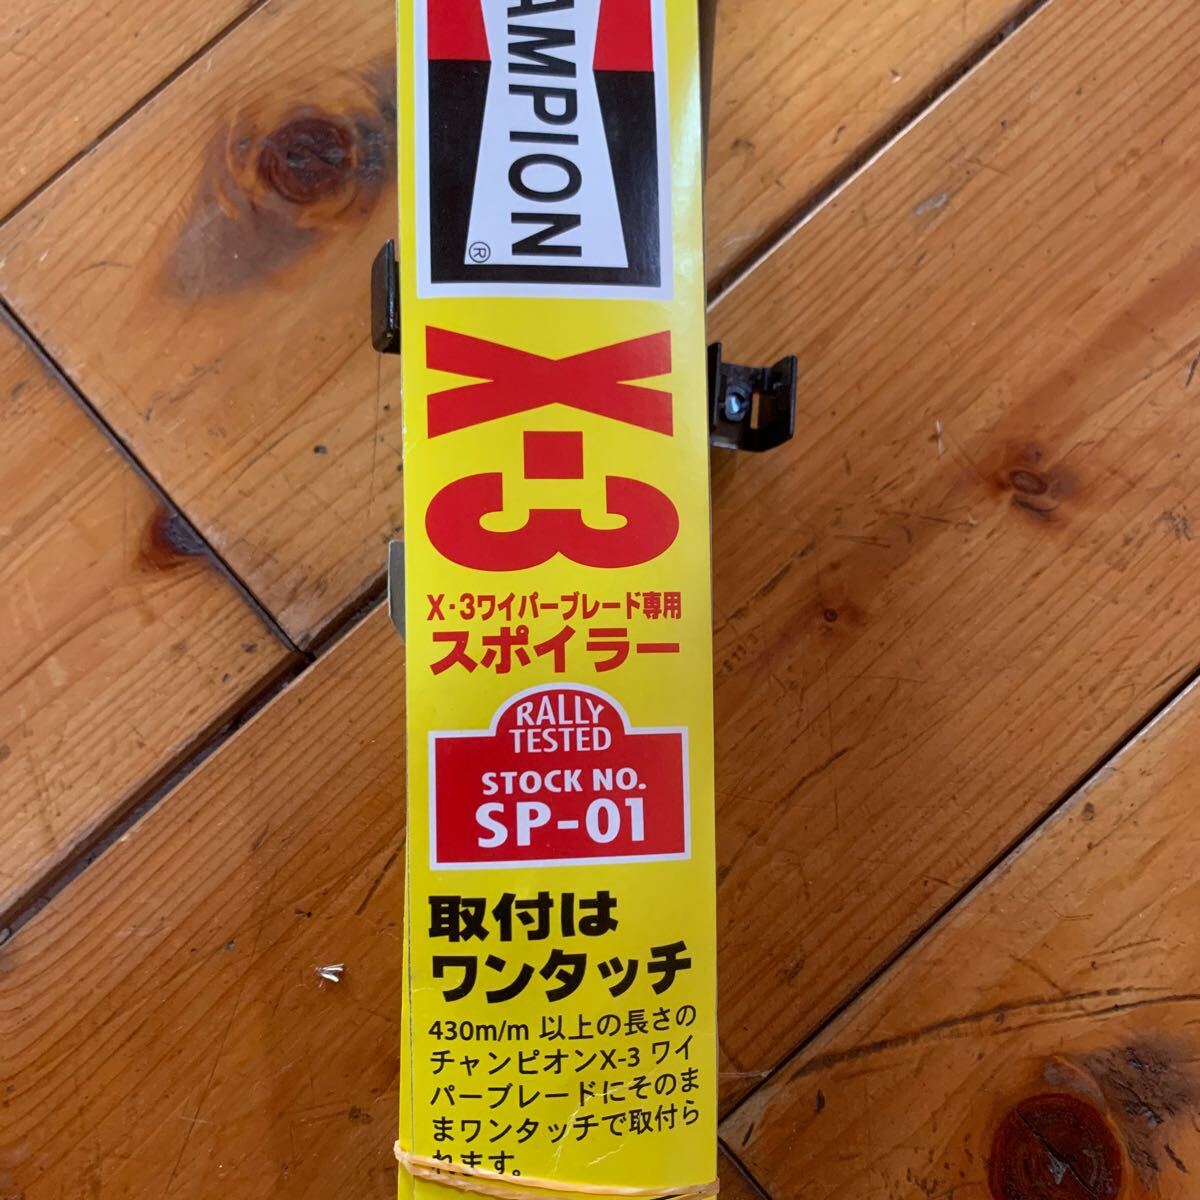 AMPION
®
X-3
X・3ワイパーブレード専用
スポイラー
RALLY
TESTED
STOCK NO.
SP-01
取付は
ワンタッチ
430m/m 以上の長さの
チャンピオンX-3 ワイ
パーブレードにそのま
まワンタッチで取付ら
れます。